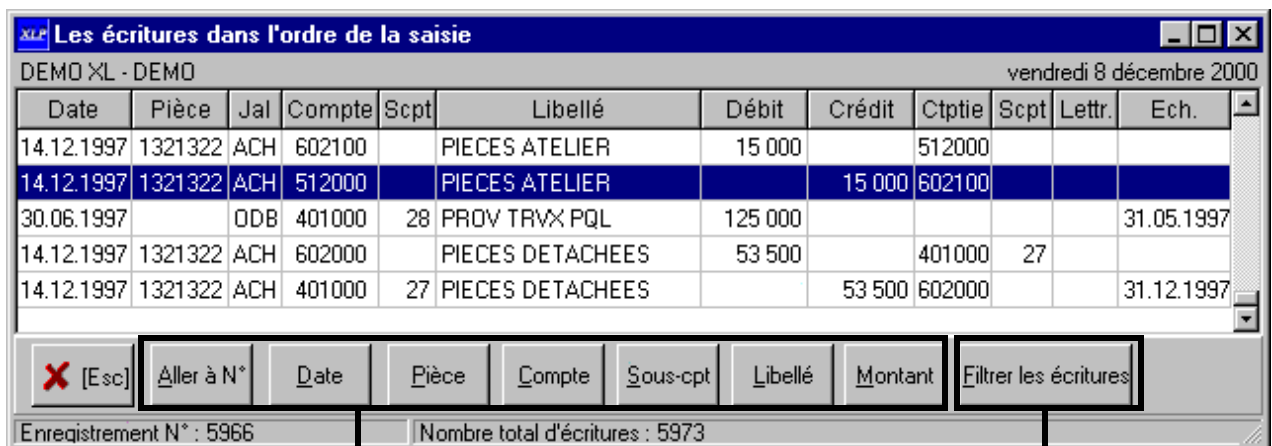 XLP Les écritures dans l'ordre de la saisie
DEMO XL - DEMO vendredi 8 décembre 2000
Date Pièce Jal Compte Scpt Libellé Débit Crédit Ctptie Scpt Lettr. Ech.
14.12.1997 1321322 ACH 602100 PIECES ATELIER 15 000 512000
14.12.1997 1321322 ACH 512000 PIECES ATELIER 15 000 602100
30.06.1997 ODB 401000 28 PROV TRVX PQL 125 000 31.05.1997
14.12.1997 1321322 ACH 602000 PIECES DETACHEES 53 500 401000 27
14.12.1997 1321322 ACH 401000 27 PIECES DETACHEES 53 500 602000 31.12.1997
[Esc] Aller à N° Date Pièce Compte Sous-cpt Libellé Montant Filtrer les écritures
Enregistrement N° : 5966 Nombre total d'écritures : 5973